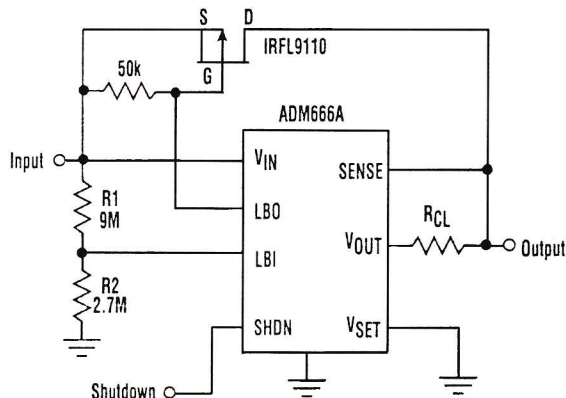 S D
IRFL9110
G
50k
ADM666A
Input
VIN
SENSE
R1
9M
LBO
RCL
VOUT
Output
LBI
R2
2.7M
SHDN
VSET
Shutdown